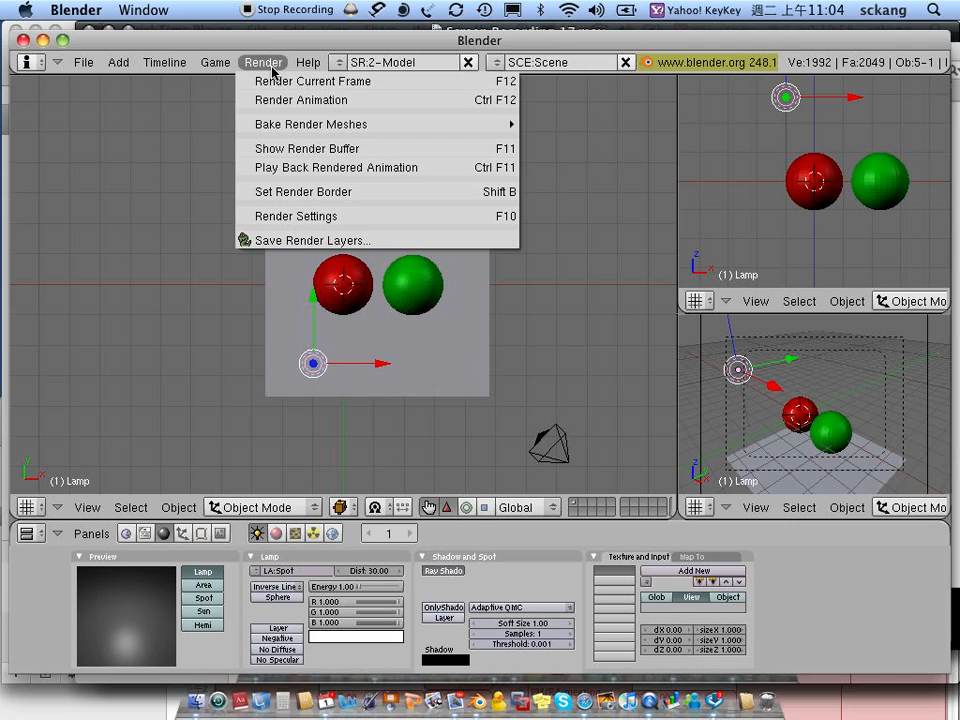 Blender Window Stop Recording Yahoo! KeyKey 週二 上午11:04 sckang
Blender
File Add Timeline Game Render Help SR:2-Model SCE:Scene www.blender.org 248.1 Ve:1992 | Fa:2049 | Ob:5-1 |
Render Current Frame F12
Render Animation Ctrl F12
Bake Render Meshes
Show Render Buffer F11
Play Back Rendered Animation Ctrl F11
Set Render Border Shift B
Render Settings F10
Save Render Layers...
z x
(1) Lamp
View Select Object Object Mo
y x
(1) Lamp
z
(1) Lamp
View Select Object Object Mode Global
View Select Object Object Mo
Panels 1
Preview
Lamp
Area
Spot
Sun
Hemi
Lamp
LA:Spot Dist: 30.00
Inverse Line Energy 1.00
Sphere
R 1.000
G 1.000
B 1.000
Layer
Negative
No Diffuse
No Specular
Shadow and Spot
Ray Shado
OnlyShado Adaptive QMC
Layer Soft Size 1.00
Samples: 1
Threshold: 0.001
Shadow
Texture and Input Map To
Add New
Glob View Object
dX 0.00 sizeX 1.000
dY 0.00 sizeY 1.000
dZ 0.00 sizeZ 1.000